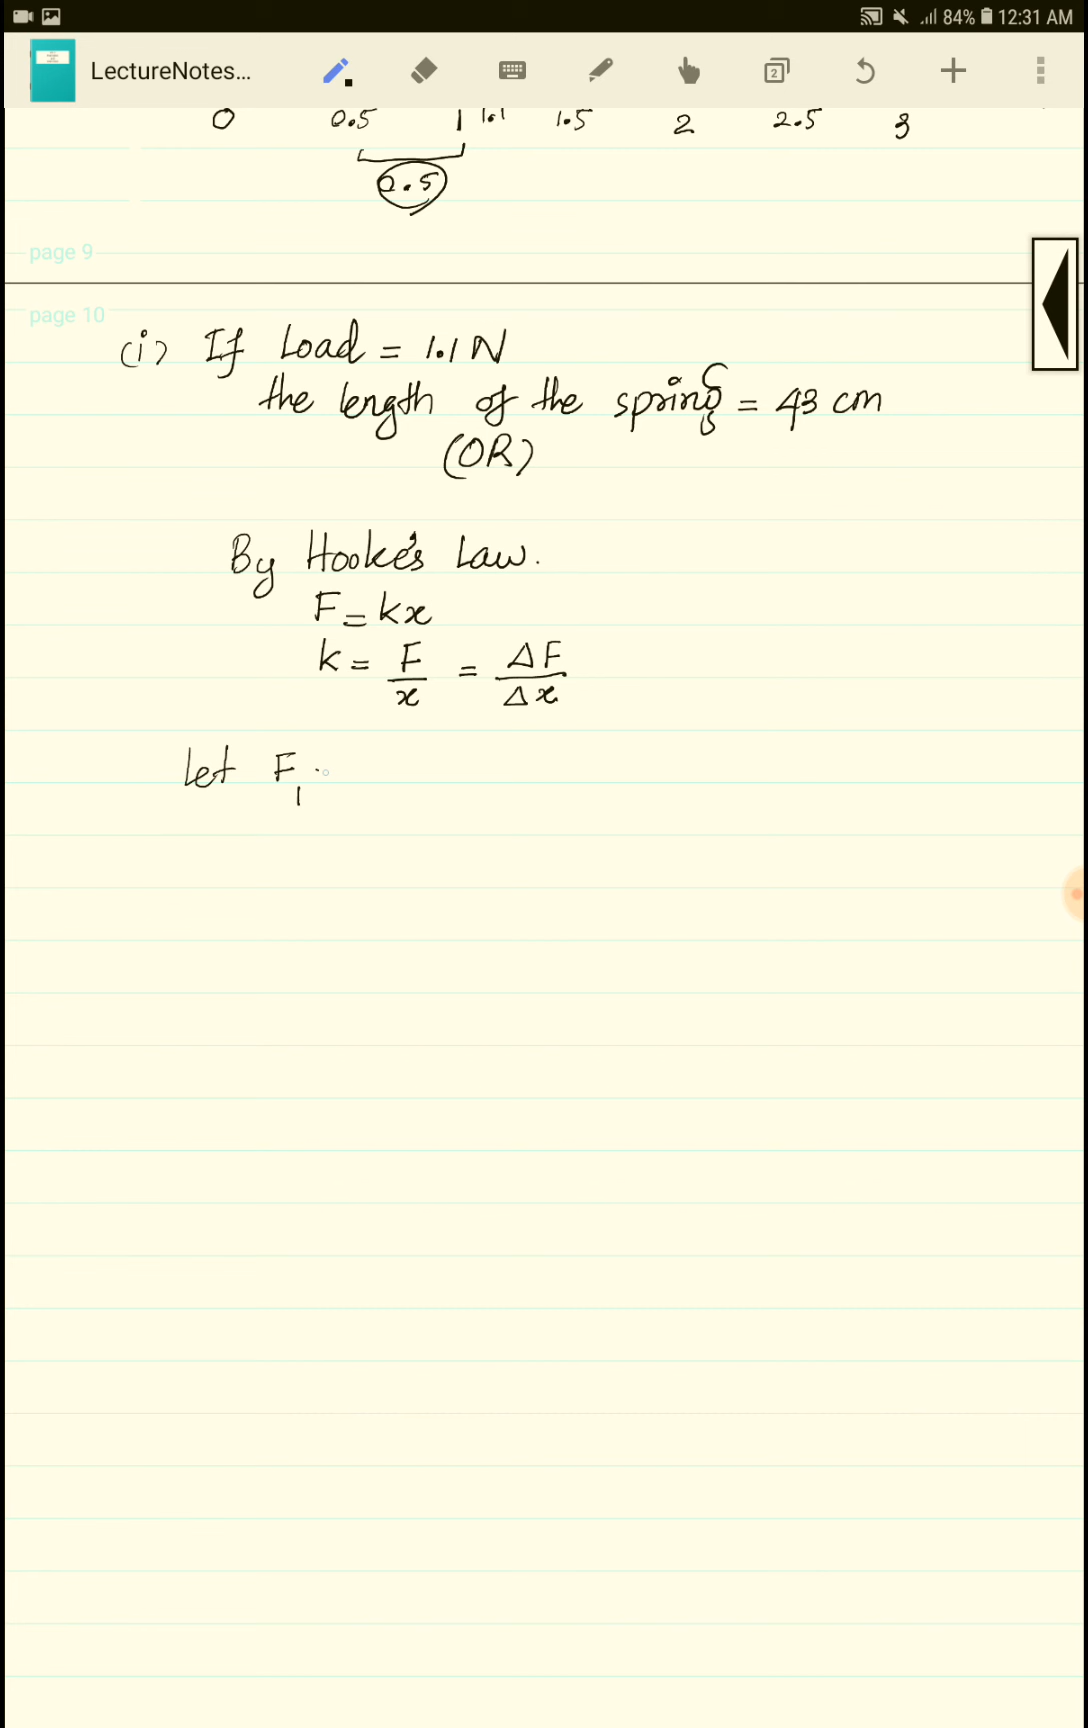 84% 12:31 AM
LectureNotes...
2
0 0.5 1 1.1 1.5 2 2.5 3
0.5
page 9
page 10
(i) If Load = 1.1 N
the length of the spring = 43 cm
(OR)
By Hooke's Law.
F = kx
k = F/x = ΔF/Δx
Let F₁